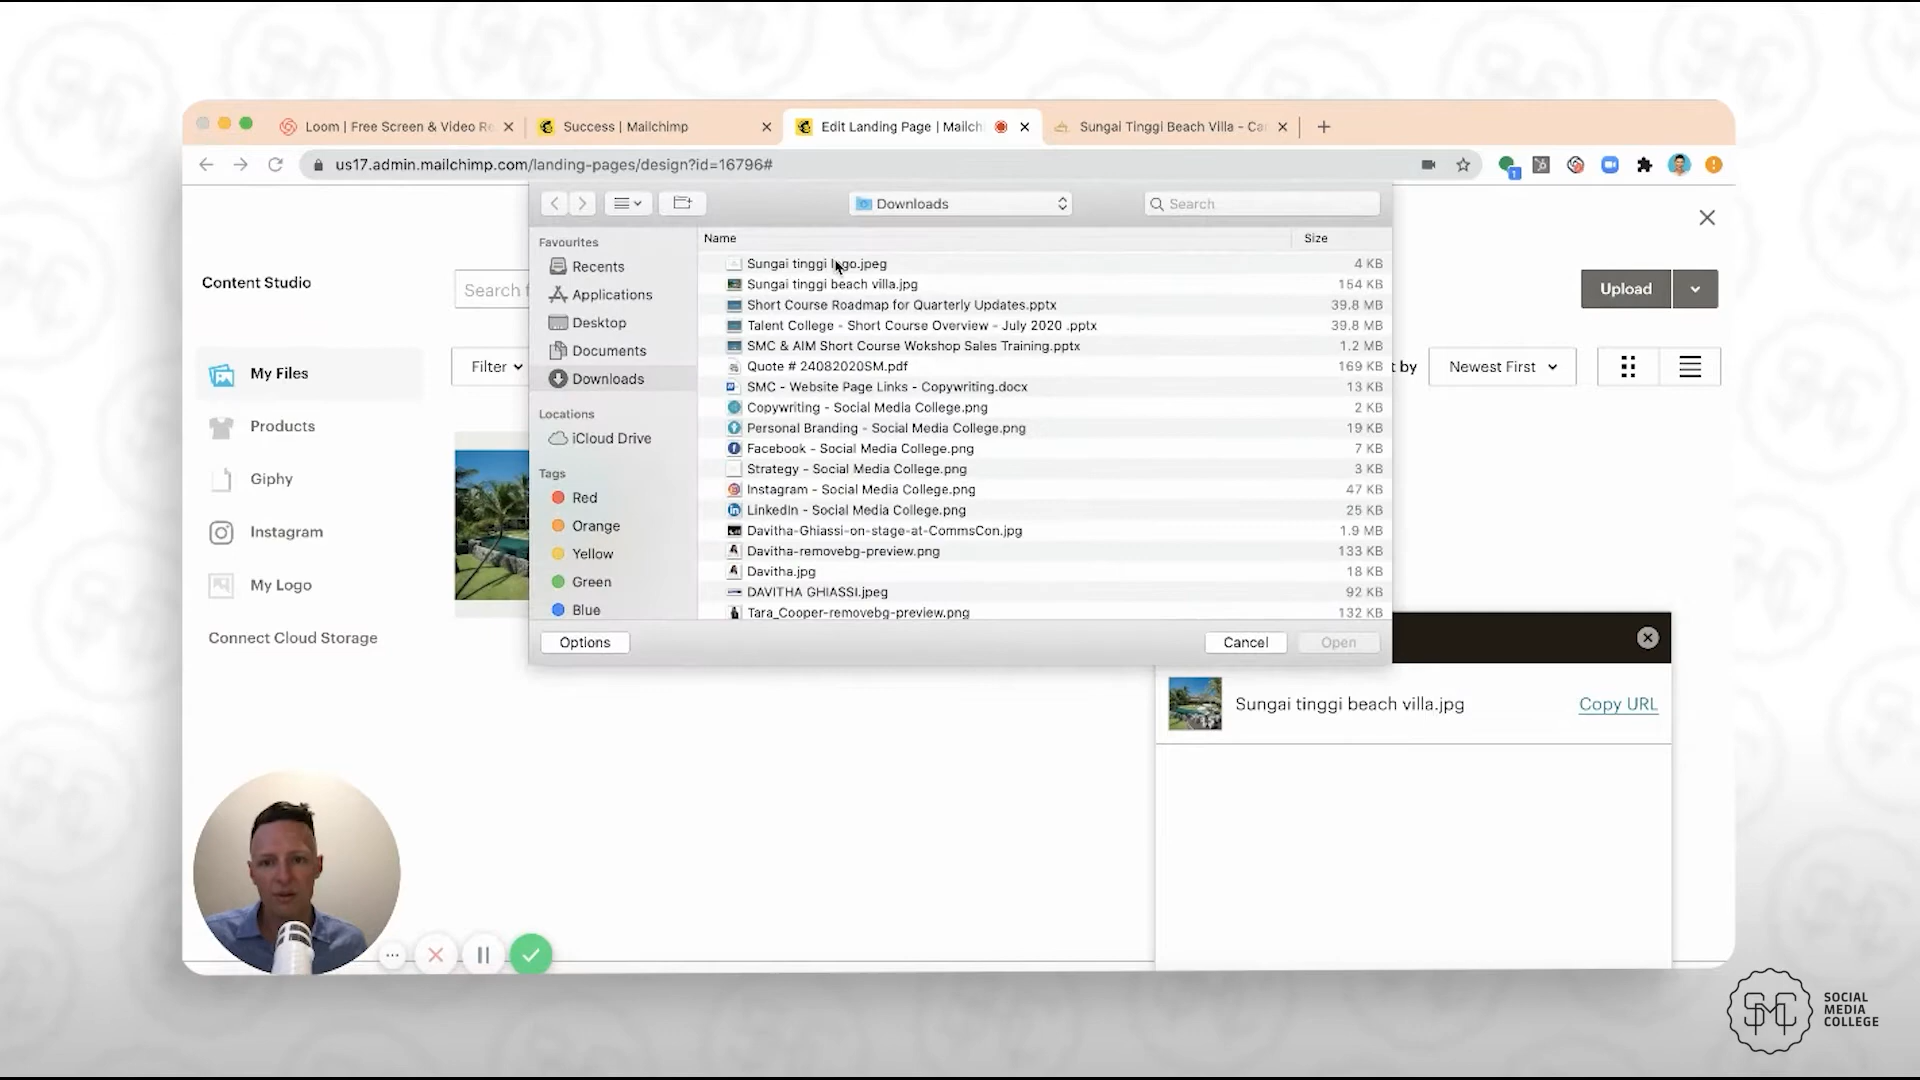 Loom | Free Screen & Video Re
Success | Mailchimp
Edit Landing Page | Mailch
Sungai Tinggi Beach Villa - Ca
us17.admin.mailchimp.com/landing-pages/design?id=16796#
1
Downloads
Search
Content Studio
Search f
Upload
My Files
Products
Giphy
Instagram
My Logo
Connect Cloud Storage
Filter
t by
Newest First
Favourites
Recents
Applications
Desktop
Documents
Downloads
Locations
iCloud Drive
Tags
Red
Orange
Yellow
Green
Blue
Name Size
Sungai tinggi logo.jpeg 4 KB
Sungai tinggi beach villa.jpg 154 KB
Short Course Roadmap for Quarterly Updates.pptx 39.8 MB
Talent College - Short Course Overview - July 2020 .pptx 39.8 MB
SMC & AIM Short Course Wokshop Sales Training.pptx 1.2 MB
Quote # 24082020SM.pdf 169 KB
SMC - Website Page Links - Copywriting.docx 13 KB
Copywriting - Social Media College.png 2 KB
Personal Branding - Social Media College.png 19 KB
Facebook - Social Media College.png 7 KB
Strategy - Social Media College.png 3 KB
Instagram - Social Media College.png 47 KB
LinkedIn - Social Media College.png 25 KB
Davitha-Ghiassi-on-stage-at-CommsCon.jpg 1.9 MB
Davitha-removebg-preview.png 133 KB
Davitha.jpg 18 KB
DAVITHA GHIASSI.jpeg 92 KB
Tara_Cooper-removebg-preview.png 132 KB
Options
Cancel
Open
Sungai tinggi beach villa.jpg
Copy URL
SMC
SOCIAL
MEDIA
COLLEGE